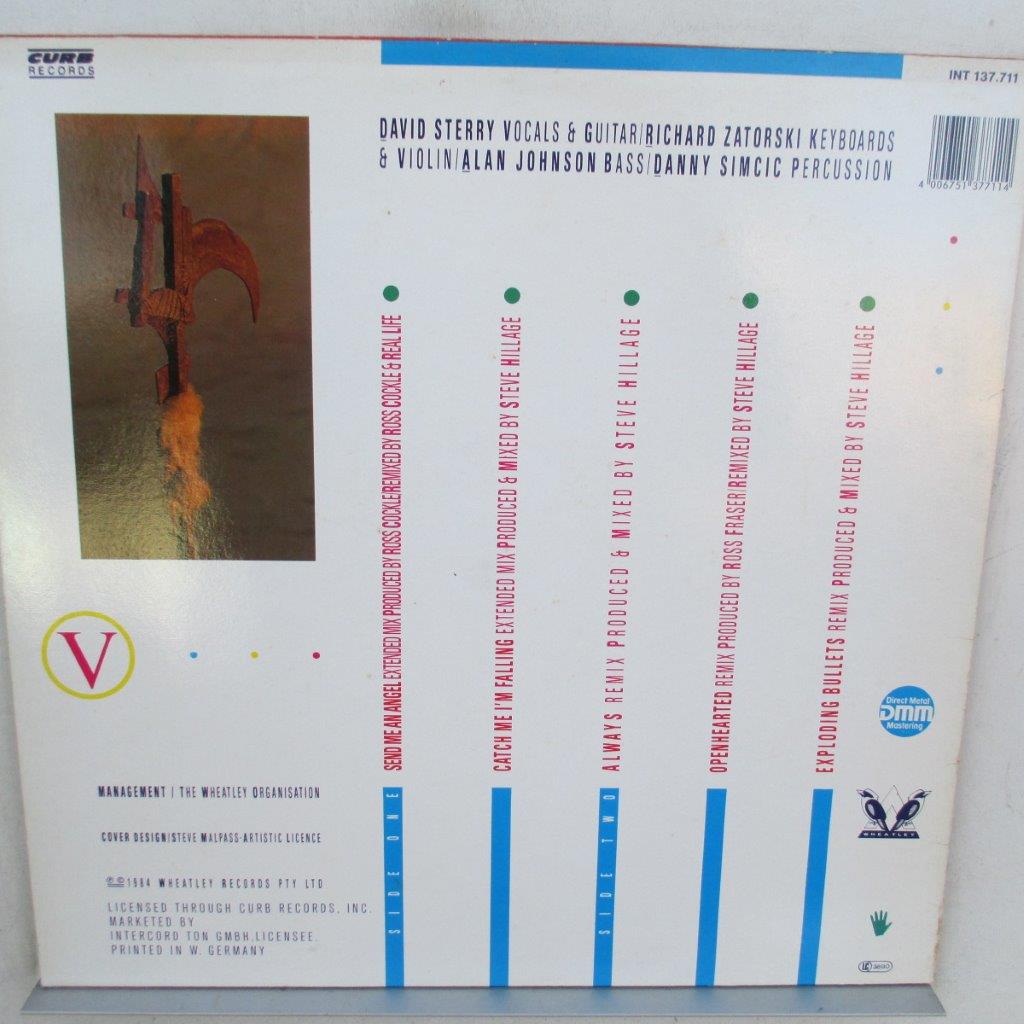 CURB
RECORDS
INT 137.711
DAVID STERRY VOCALS & GUITAR/RICHARD ZATORSKI KEYBOARDS
& VIOLIN/ALAN JOHNSON BASS/DANNY SIMCIC PERCUSSION
4 006751 377114
SIDE ONE
SEND ME AN ANGEL EXTENDED MIX PRODUCED BY ROSS COCKLE/REMIXED BY ROSS COCKLE & REAL LIFE
CATCH ME I'M FALLING EXTENDED MIX PRODUCED & MIXED BY STEVE HILLAGE
SIDE TWO
ALWAYS REMIX PRODUCED & MIXED BY STEVE HILLAGE
OPENHEARTED REMIX PRODUCED BY ROSS FRASER/REMIXED BY STEVE HILLAGE
EXPLODING BULLETS REMIX PRODUCED & MIXED BY STEVE HILLAGE
V
Direct Metal
DMM
Mastering
WHEATLEY
MANAGEMENT / THE WHEATLEY ORGANISATION
COVER DESIGN/STEVE MALPASS-ARTISTIC LICENCE
℗©1984 WHEATLEY RECORDS PTY LTD
LICENSED THROUGH CURB RECORDS, INC.
MARKETED BY
INTERCORD TON GMBH, LICENSEE.
PRINTED IN W. GERMANY